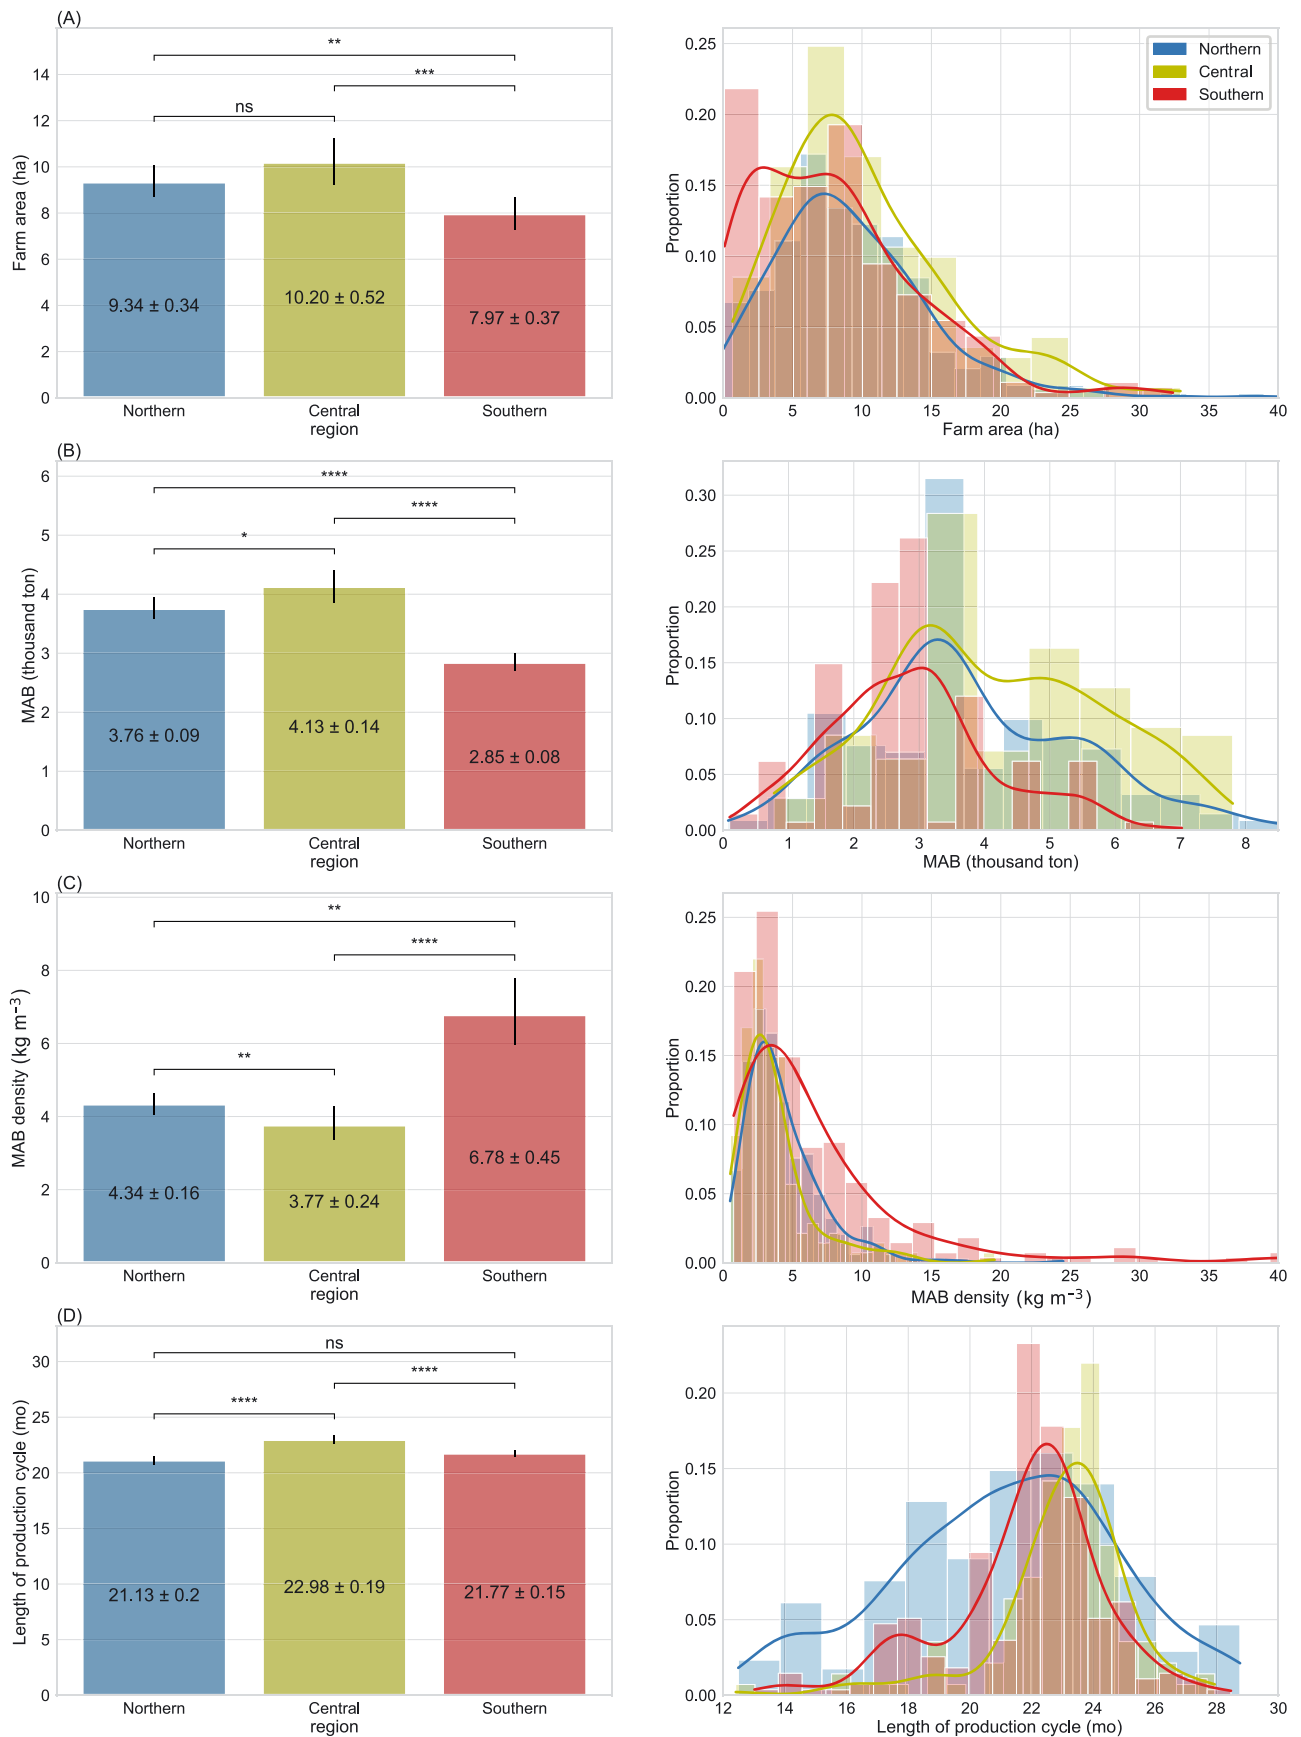 (A)
Farm area (ha)
14
12
10
8
6
4
2
0
**
***
ns
9.34 ± 0.34
10.20 ± 0.52
7.97 ± 0.37
Northern
Central
Southern
region
Proportion
0.25
0.20
0.15
0.10
0.05
0.00
Northern
Central
Southern
0 5 10 15 20 25 30 35 40
Farm area (ha)
(B)
MAB (thousand ton)
6
5
4
3
2
1
0
****
****
*
3.76 ± 0.09
4.13 ± 0.14
2.85 ± 0.08
Northern
Central
Southern
region
Proportion
0.30
0.25
0.20
0.15
0.10
0.05
0.00
0 1 2 3 4 5 6 7 8
MAB (thousand ton)
(C)
MAB density (kg m⁻³)
10
8
6
4
2
0
**
****
**
4.34 ± 0.16
3.77 ± 0.24
6.78 ± 0.45
Northern
Central
Southern
region
Proportion
0.25
0.20
0.15
0.10
0.05
0.00
0 5 10 15 20 25 30 35 40
MAB density (kg m⁻³)
(D)
Length of production cycle (mo)
30
25
20
15
10
5
0
ns
****
****
21.13 ± 0.2
22.98 ± 0.19
21.77 ± 0.15
Northern
Central
Southern
region
Proportion
0.20
0.15
0.10
0.05
0.00
12 14 16 18 20 22 24 26 28 30
Length of production cycle (mo)